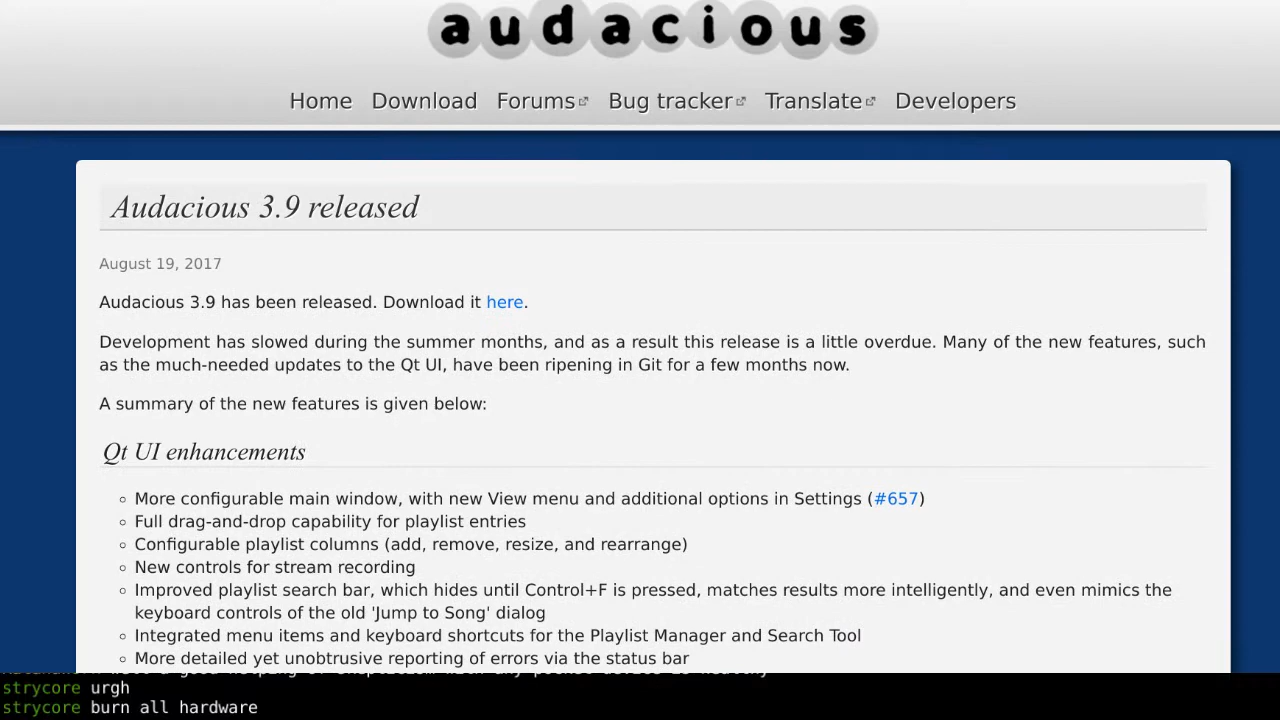 audacious
Home Download Forums Bug tracker Translate Developers
Audacious 3.9 released
August 19, 2017
Audacious 3.9 has been released. Download it here.
Development has slowed during the summer months, and as a result this release is a little overdue. Many of the new features, such
as the much-needed updates to the Qt UI, have been ripening in Git for a few months now.
A summary of the new features is given below:
Qt UI enhancements
More configurable main window, with new View menu and additional options in Settings (#657)
Full drag-and-drop capability for playlist entries
Configurable playlist columns (add, remove, resize, and rearrange)
New controls for stream recording
Improved playlist search bar, which hides until Control+F is pressed, matches results more intelligently, and even mimics the
keyboard controls of the old 'Jump to Song' dialog
Integrated menu items and keyboard shortcuts for the Playlist Manager and Search Tool
More detailed yet unobtrusive reporting of errors via the status bar
strycore urgh
strycore burn all hardware